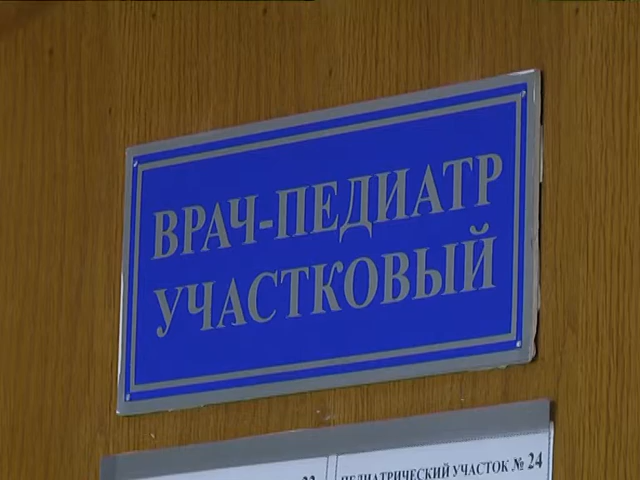 ВРАЧ-ПЕДИАТР
УЧАСТКОВЫЙ
ПЕДИАТРИЧЕСКИЙ УЧАСТОК № 24